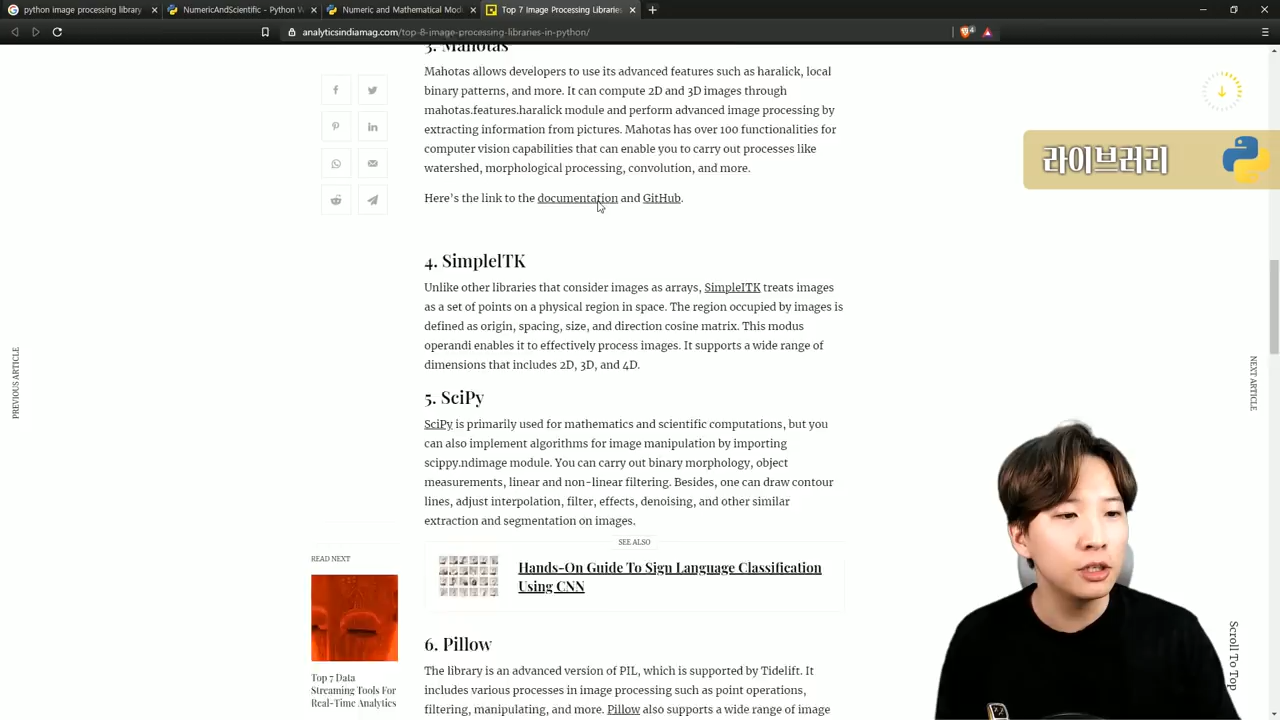 python image processing library
NumericAndScientific - Python W
Numeric and Mathematical Mod
Top 7 Image Processing Libraries
analyticsindiamag.com/top-8-image-processing-libraries-in-python/
3. Mahotas
Mahotas allows developers to use its advanced features such as haralick, local
binary patterns, and more. It can compute 2D and 3D images through
mahotas.features.haralick module and perform advanced image processing by
extracting information from pictures. Mahotas has over 100 functionalities for
computer vision capabilities that can enable you to carry out processes like
watershed, morphological processing, convolution, and more.
Here's the link to the documentation and GitHub.
라이브러리
4. SimpleITK
Unlike other libraries that consider images as arrays, SimpleITK treats images
as a set of points on a physical region in space. The region occupied by images is
defined as origin, spacing, size, and direction cosine matrix. This modus
operandi enables it to effectively process images. It supports a wide range of
dimensions that includes 2D, 3D, and 4D.
PREVIOUS ARTICLE
NEXT ARTICLE
5. SciPy
SciPy is primarily used for mathematics and scientific computations, but you
can also implement algorithms for image manipulation by importing
scippy.ndimage module. You can carry out binary morphology, object
measurements, linear and non-linear filtering. Besides, one can draw contour
lines, adjust interpolation, filter, effects, denoising, and other similar
extraction and segmentation on images.
SEE ALSO
Hands-On Guide To Sign Language Classification
Using CNN
READ NEXT
Top 7 Data
Streaming Tools For
Real-Time Analytics
6. Pillow
The library is an advanced version of PIL, which is supported by Tidelift. It
includes various processes in image processing such as point operations,
filtering, manipulating, and more. Pillow also supports a wide range of image
Scroll To Top